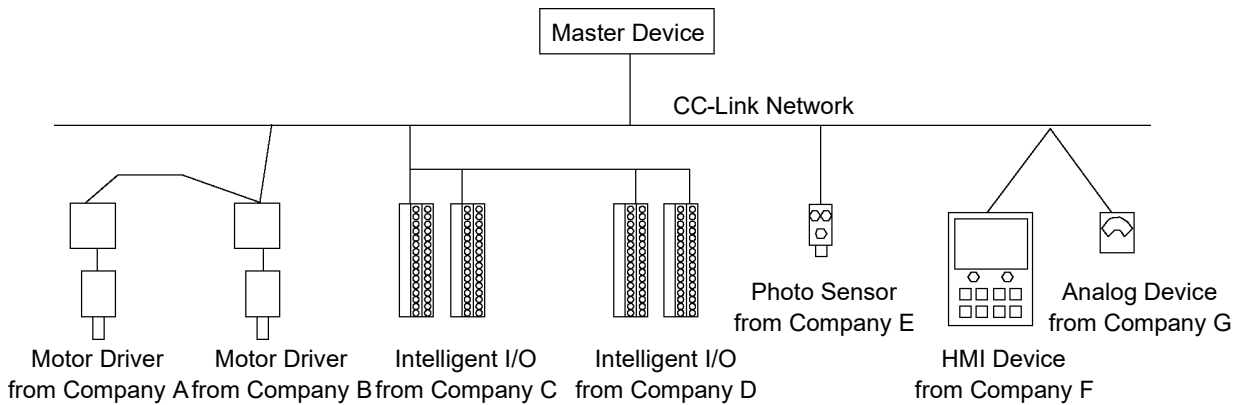 Master Device
CC-Link Network
Photo Sensor
from Company E
Analog Device
from Company G
Motor Driver
from Company A
Motor Driver
from Company B
Intelligent I/O
from Company C
Intelligent I/O
from Company D
HMI Device
from Company F